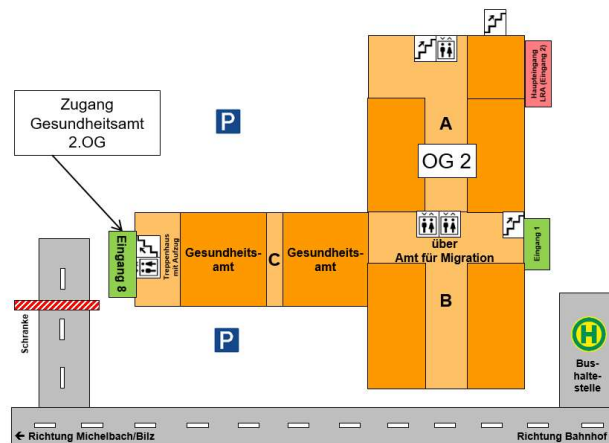 Zugang
Gesundheitsamt
2.OG
P
Haupteingang
LRA (Eingang 2)
A
OG 2
Eingang 8
Treppenhaus
mit Aufzug
Gesundheits-
amt
C
Gesundheits-
amt
über
Amt für Migration
Eingang 1
B
Schranke
P
H
Bus-
halte-
stelle
← Richtung Michelbach/Bilz
Richtung Bahnhof